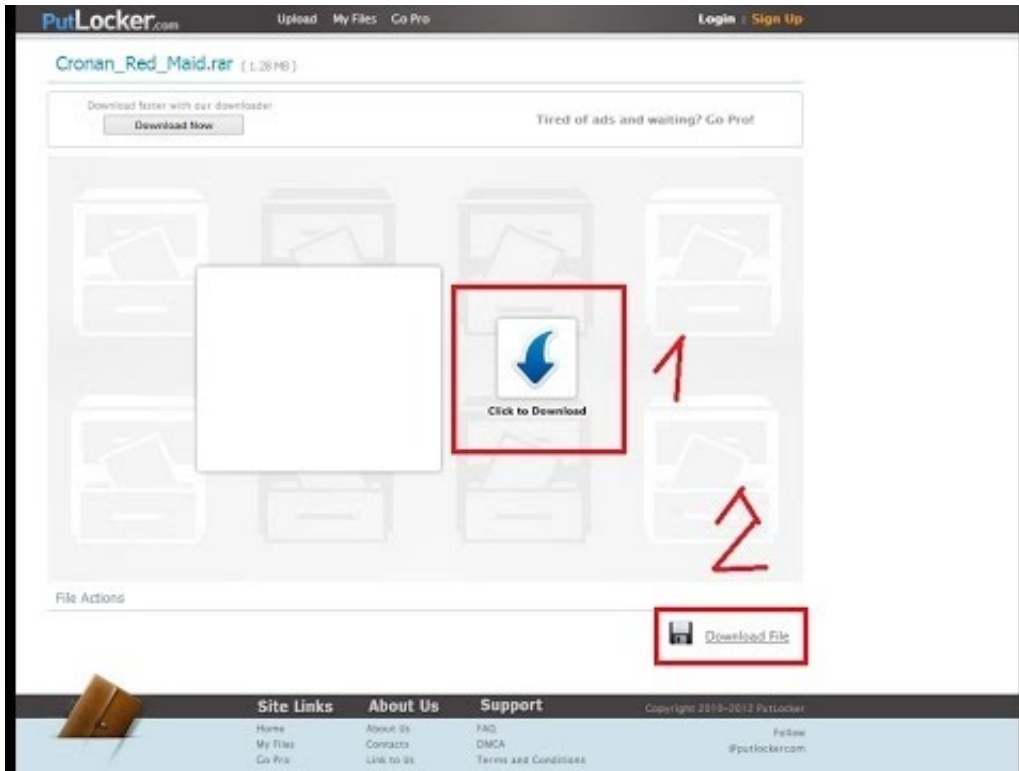 PutLocker.com
Upload My Files Go Pro
Login | Sign Up
Cronan_Red_Maid.rar (1.28 MB)
Download faster with our downloader
Download Now
Tired of ads and waiting? Go Pro!
Click to Download
1
2
File Actions
Download File
Site Links About Us Support
Copyright 2010-2012 PutLocker
Home About Us FAQ
Follow
My Files Contacts DMCA
@putlockercom
Go Pro Link to Us Terms and Conditions